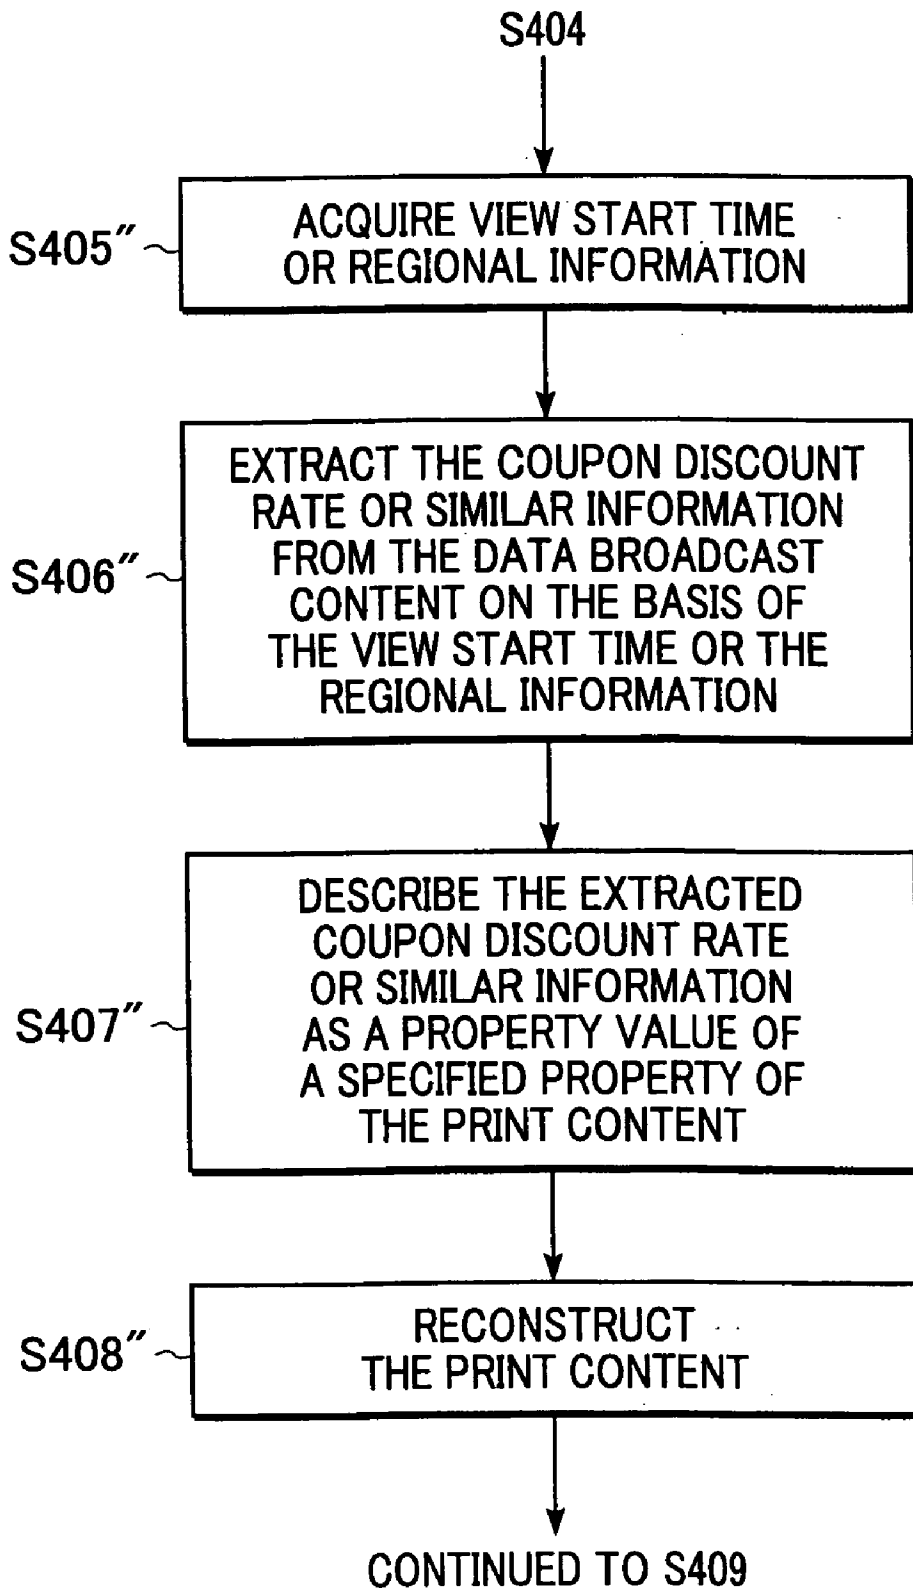 S404
S405″
ACQUIRE VIEW START TIME
OR REGIONAL INFORMATION
S406″
EXTRACT THE COUPON DISCOUNT
RATE OR SIMILAR INFORMATION
FROM THE DATA BROADCAST
CONTENT ON THE BASIS OF
THE VIEW START TIME OR THE
REGIONAL INFORMATION
S407″
DESCRIBE THE EXTRACTED
COUPON DISCOUNT RATE
OR SIMILAR INFORMATION
AS A PROPERTY VALUE OF
A SPECIFIED PROPERTY OF
THE PRINT CONTENT
S408″
RECONSTRUCT
THE PRINT CONTENT
CONTINUED TO S409